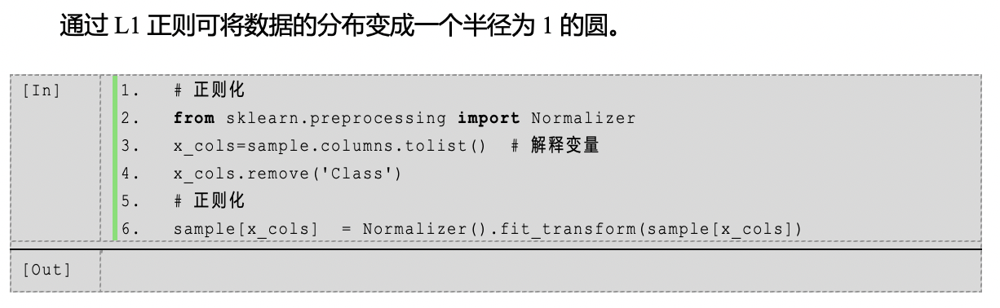 通过 L1 正则可将数据的分布变成一个半径为 1 的圆。
[In]
1. # 正则化
2. from sklearn.preprocessing import Normalizer
3. x_cols=sample.columns.tolist() # 解释变量
4. x_cols.remove('Class')
5. # 正则化
6. sample[x_cols] = Normalizer().fit_transform(sample[x_cols])
[Out]